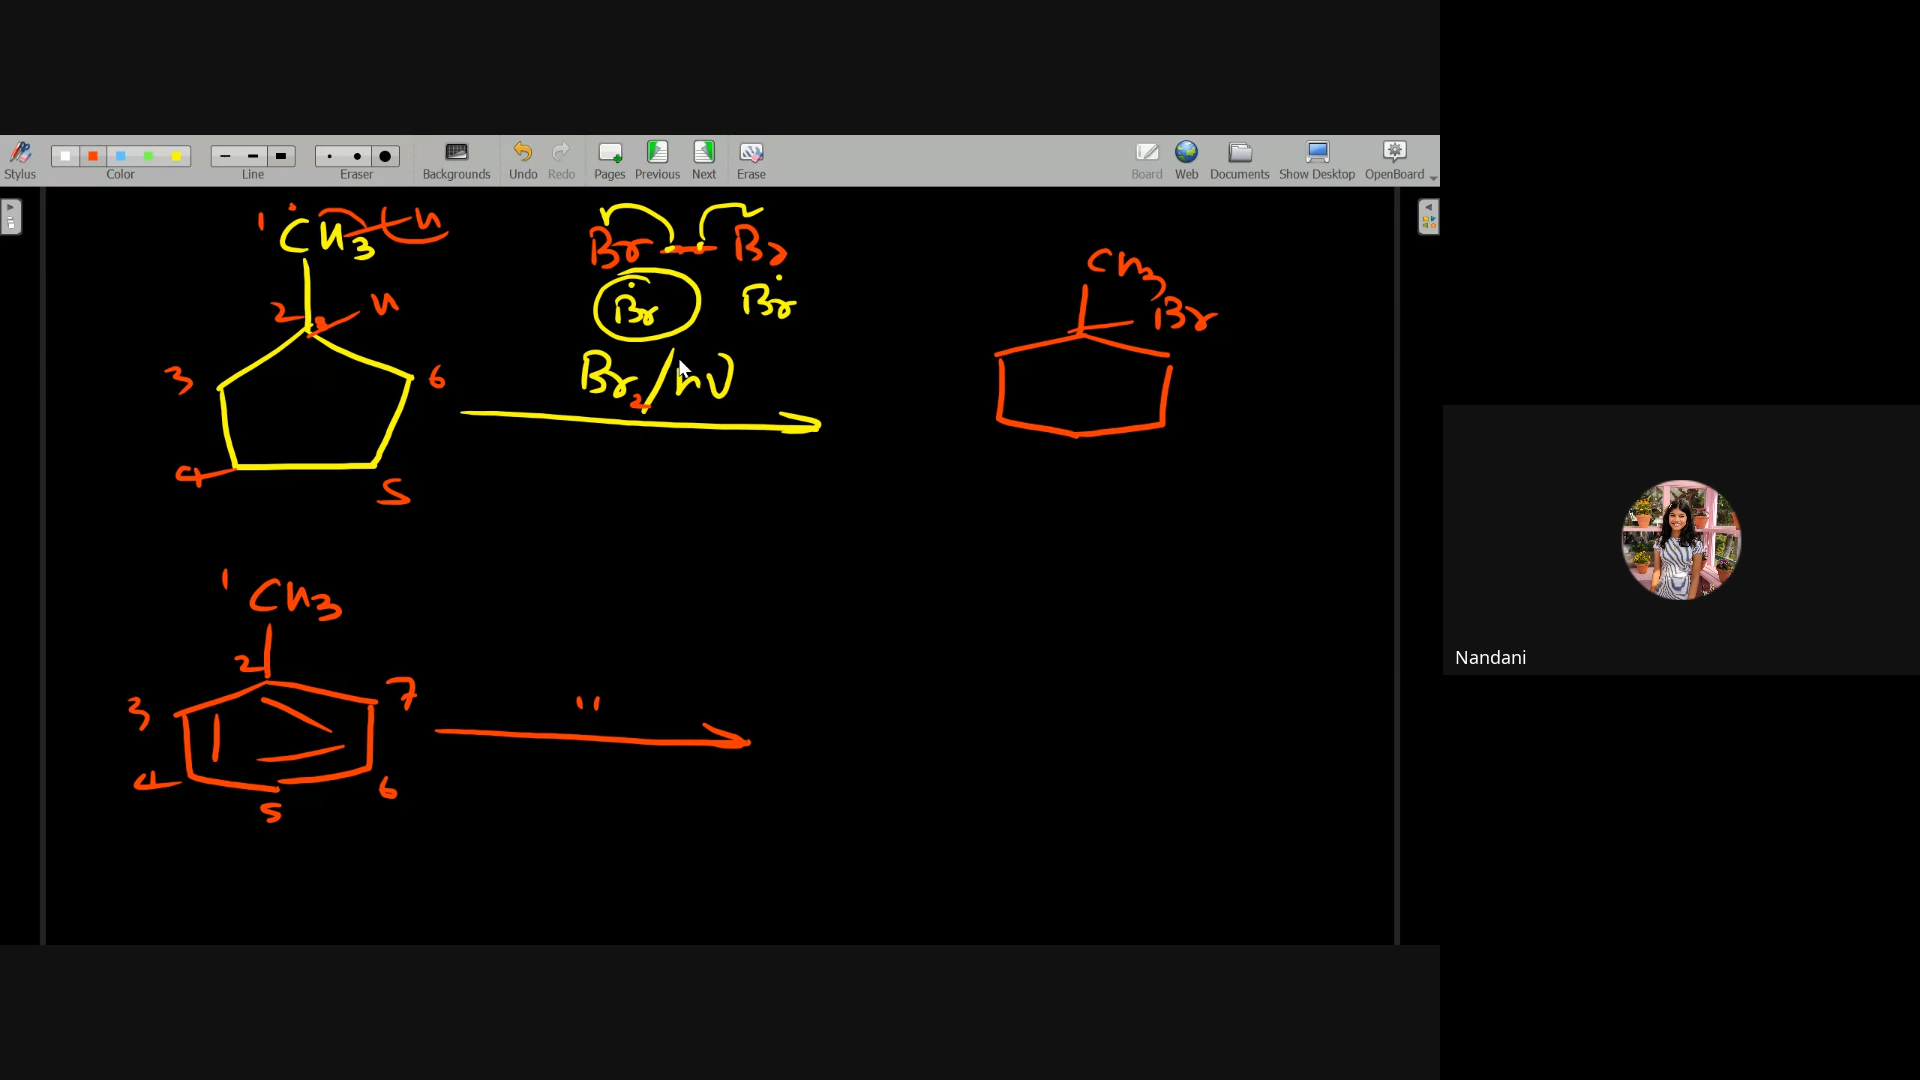 Stylus Color Line Eraser Backgrounds Undo Redo Pages Previous Next Erase Board Web Documents Show Desktop OpenBoard
1 CH3 H
2 H
3
4
5
6
Br — Br
Br Br
Br2/hν
CH3
Br
1 CH3
2
3
4
5
6
7
"
Nandani